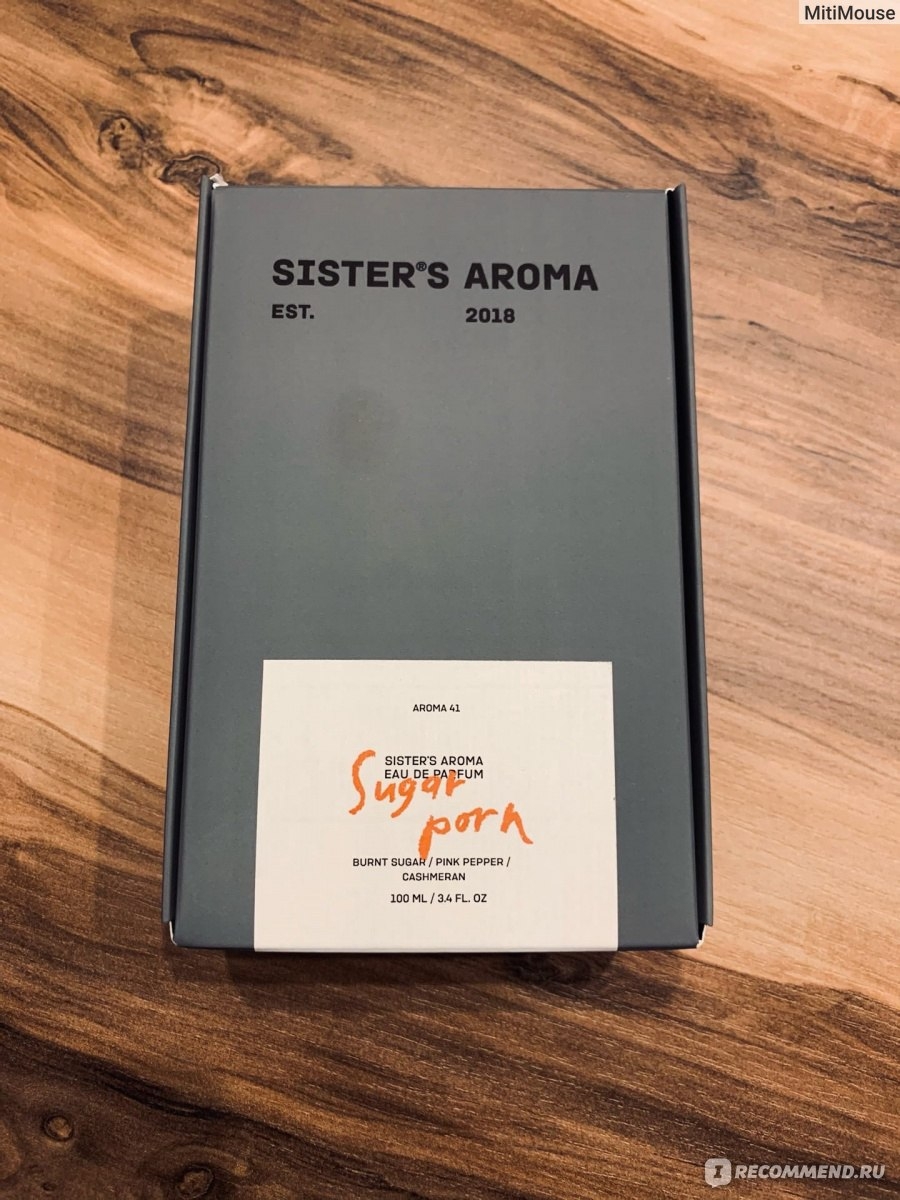 MitiMouse
SISTER®S AROMA
EST. 2018
AROMA 41
SISTER'S AROMA
EAU DE PARFUM
Sugar
porn
BURNT SUGAR / PINK PEPPER /
CASHMERAN
100 ML / 3.4 FL. OZ
IRECOMMEND.RU